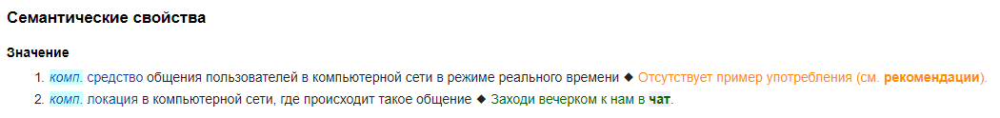 Семантические свойства
Значение
1. комп. средство общения пользователей в компьютерной сети в режиме реального времени ◆ Отсутствует пример употребления (см. рекомендации).
2. комп. локация в компьютерной сети, где происходит такое общение ◆ Заходи вечерком к нам в чат.